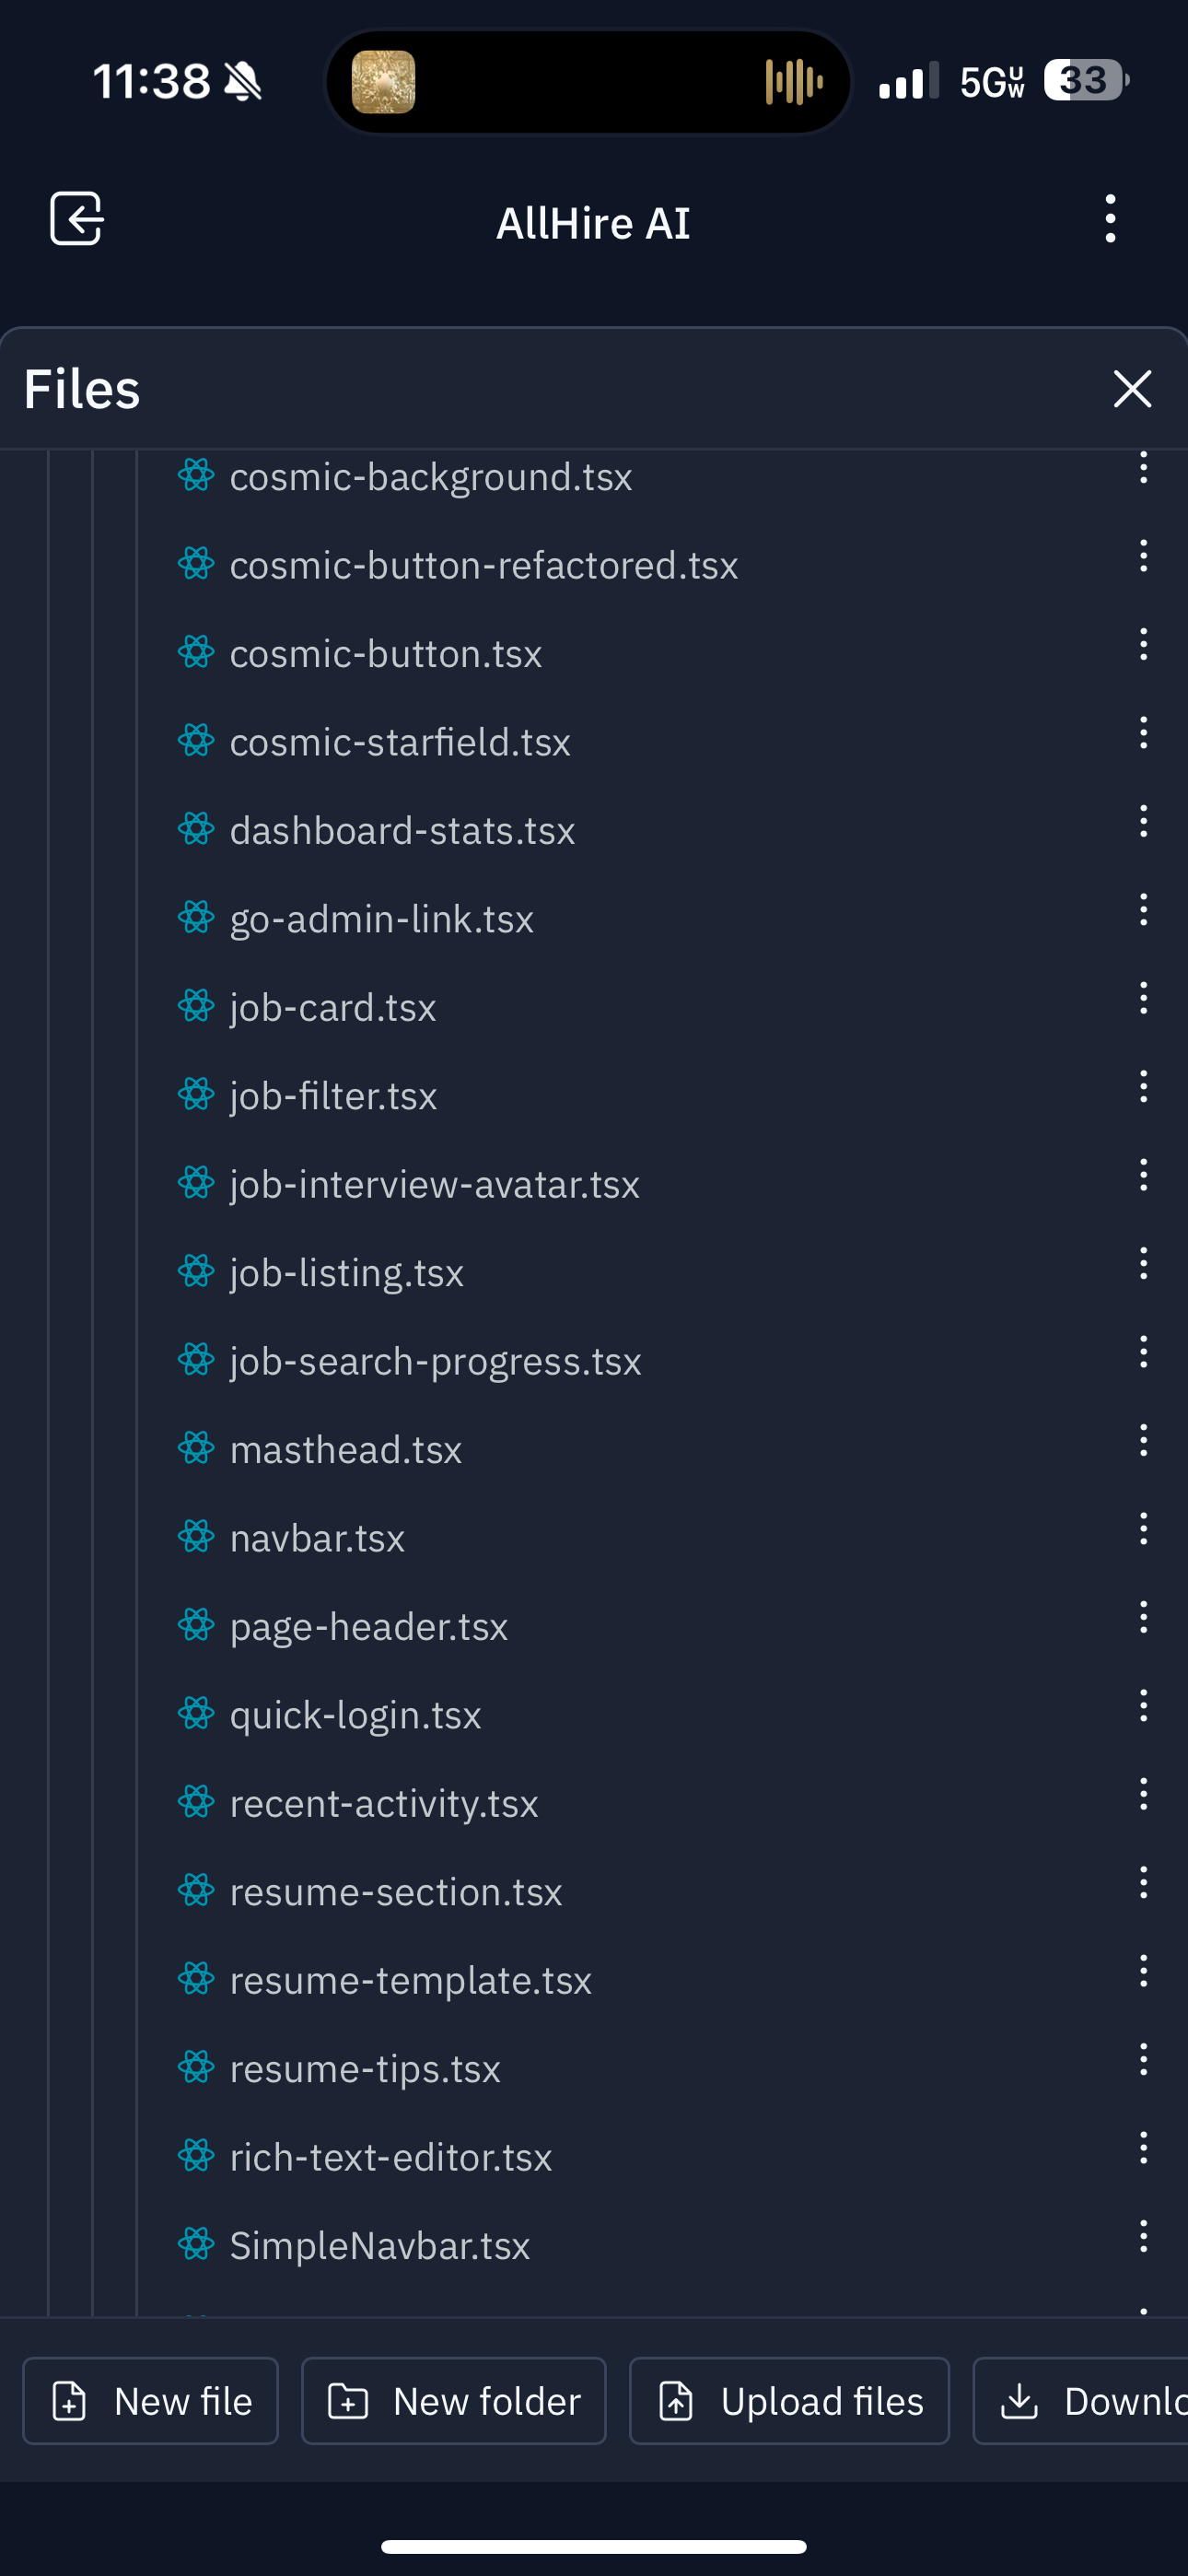 11:38
5GUW
33
AllHire AI
Files
cosmic-background.tsx
cosmic-button-refactored.tsx
cosmic-button.tsx
cosmic-starfield.tsx
dashboard-stats.tsx
go-admin-link.tsx
job-card.tsx
job-filter.tsx
job-interview-avatar.tsx
job-listing.tsx
job-search-progress.tsx
masthead.tsx
navbar.tsx
page-header.tsx
quick-login.tsx
recent-activity.tsx
resume-section.tsx
resume-template.tsx
resume-tips.tsx
rich-text-editor.tsx
SimpleNavbar.tsx
New file
New folder
Upload files
Downlo